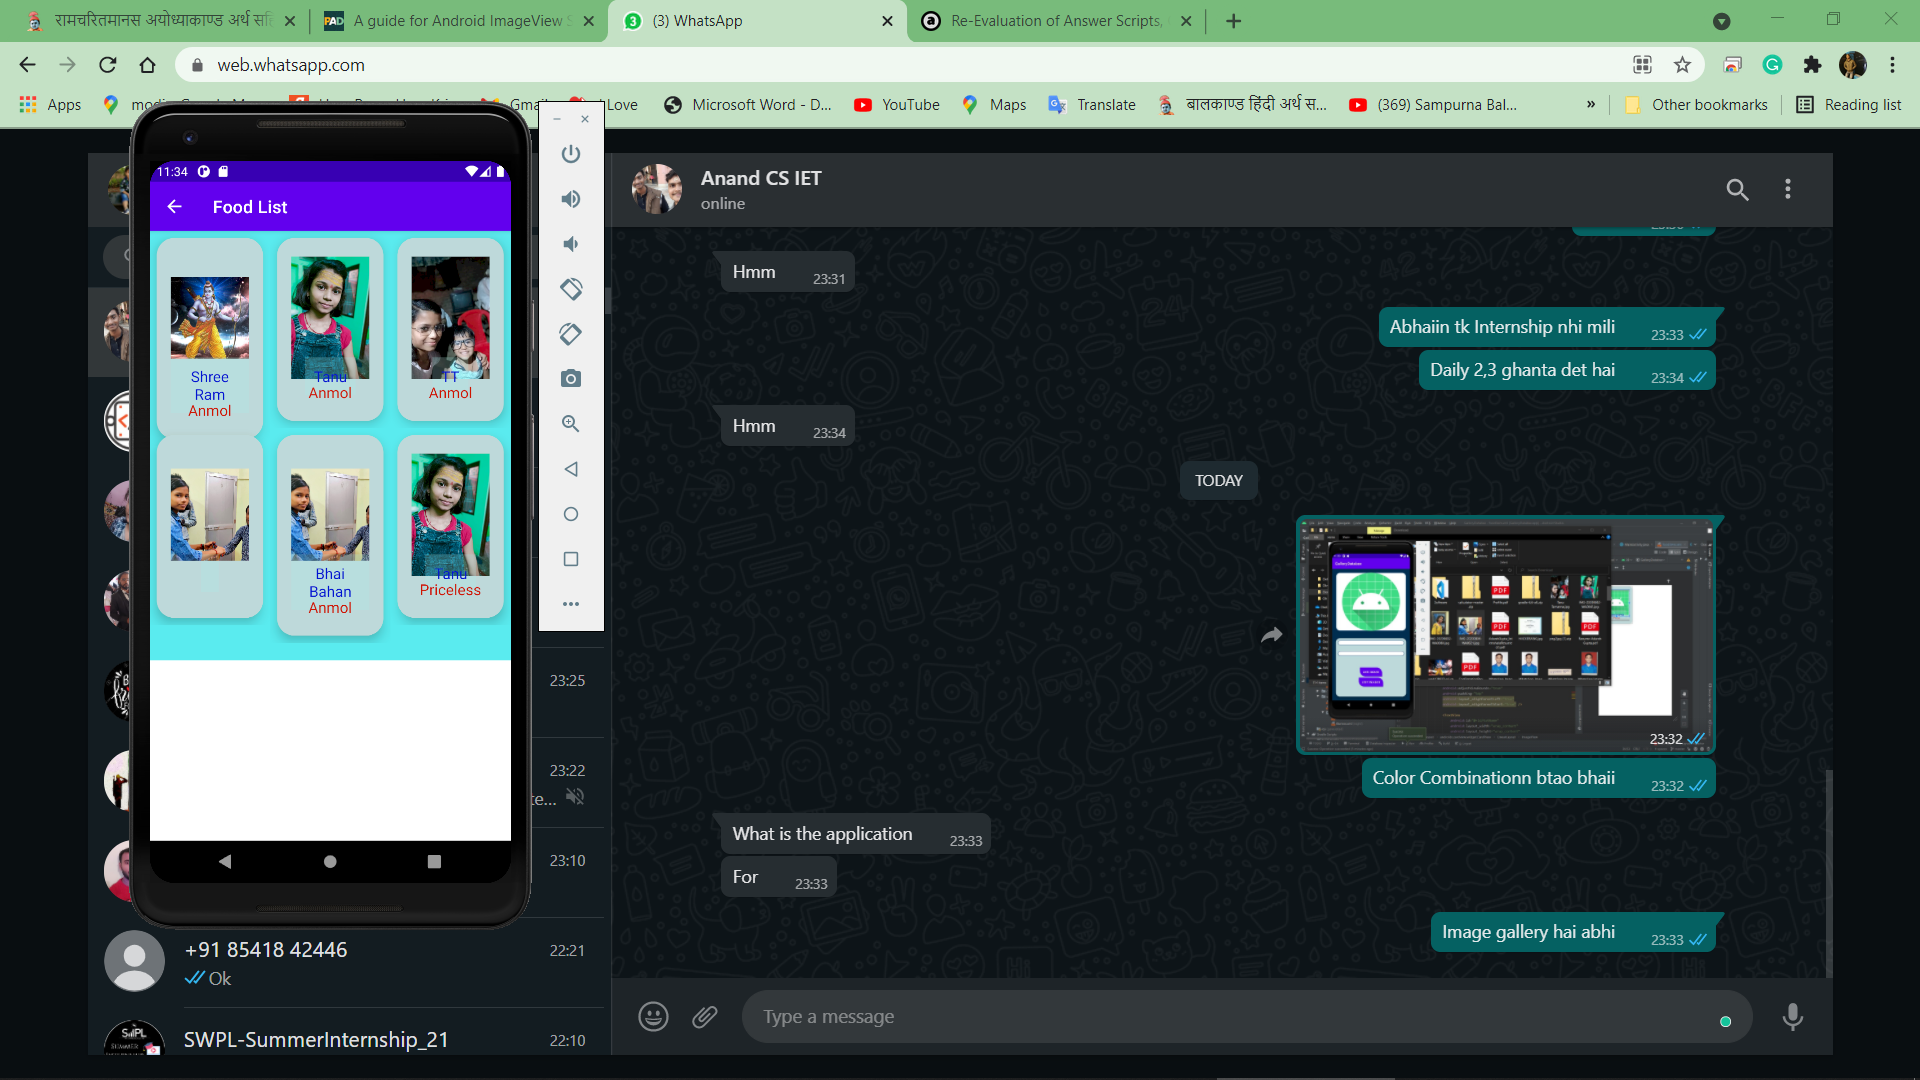 रामचरितमानस अयोध्याकाण्ड अर्थ सहि
A guide for Android ImageView S
(3) WhatsApp
Re-Evaluation of Answer Scripts,
web.whatsapp.com
Apps
Gmail
Love
Microsoft Word - D...
YouTube
Maps
Translate
बालकाण्ड हिंदी अर्थ स...
(369) Sampurna Bal...
»
Other bookmarks
Reading list
11:34
Food List
Shree
Ram
Anmol
Tanu
Anmol
TT
Anmol
Bhai
Bahan
Anmol
Tanu
Priceless
23:25
23:22
te...
23:10
+91 85418 42446
22:21
Ok
SWPL-SummerInternship_21
22:10
Anand CS IET
online
Hmm
23:31
Abhaiin tk Internship nhi mili
23:33
Daily 2,3 ghanta det hai
23:34
Hmm
23:34
TODAY
23:32
Color Combinationn btao bhaii
23:32
What is the application
23:33
For
23:33
Image gallery hai abhi
23:33
Type a message